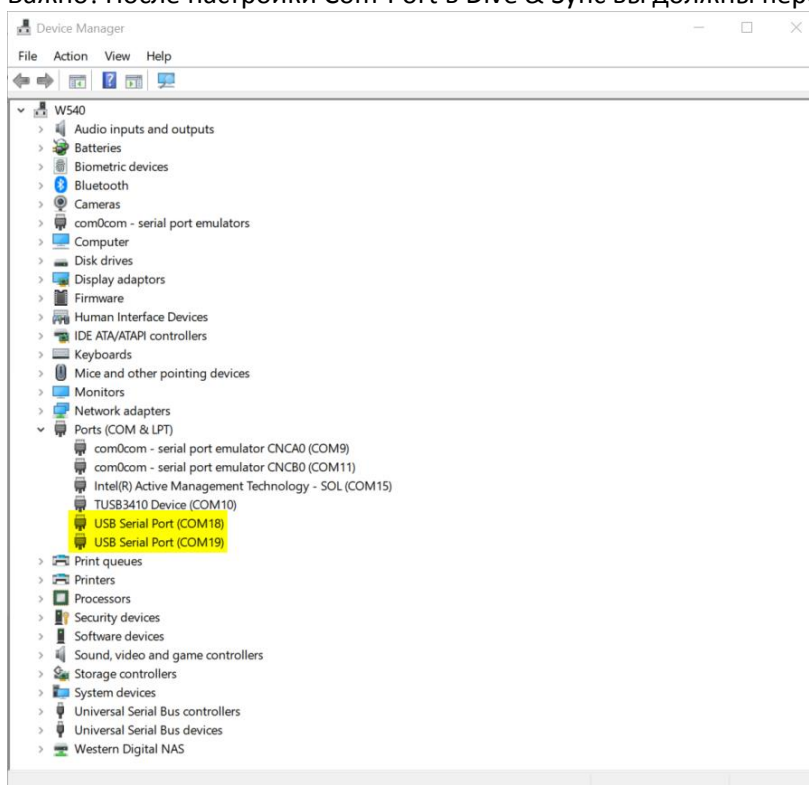 Device Manager
File Action View Help
W540
Audio inputs and outputs
Batteries
Biometric devices
Bluetooth
Cameras
com0com - serial port emulators
Computer
Disk drives
Display adaptors
Firmware
Human Interface Devices
IDE ATA/ATAPI controllers
Keyboards
Mice and other pointing devices
Monitors
Network adapters
Ports (COM & LPT)
com0com - serial port emulator CNCA0 (COM9)
com0com - serial port emulator CNCB0 (COM11)
Intel(R) Active Management Technology - SOL (COM15)
TUSB3410 Device (COM10)
USB Serial Port (COM18)
USB Serial Port (COM19)
Print queues
Printers
Processors
Security devices
Software devices
Sound, video and game controllers
Storage controllers
System devices
Universal Serial Bus controllers
Universal Serial Bus devices
Western Digital NAS